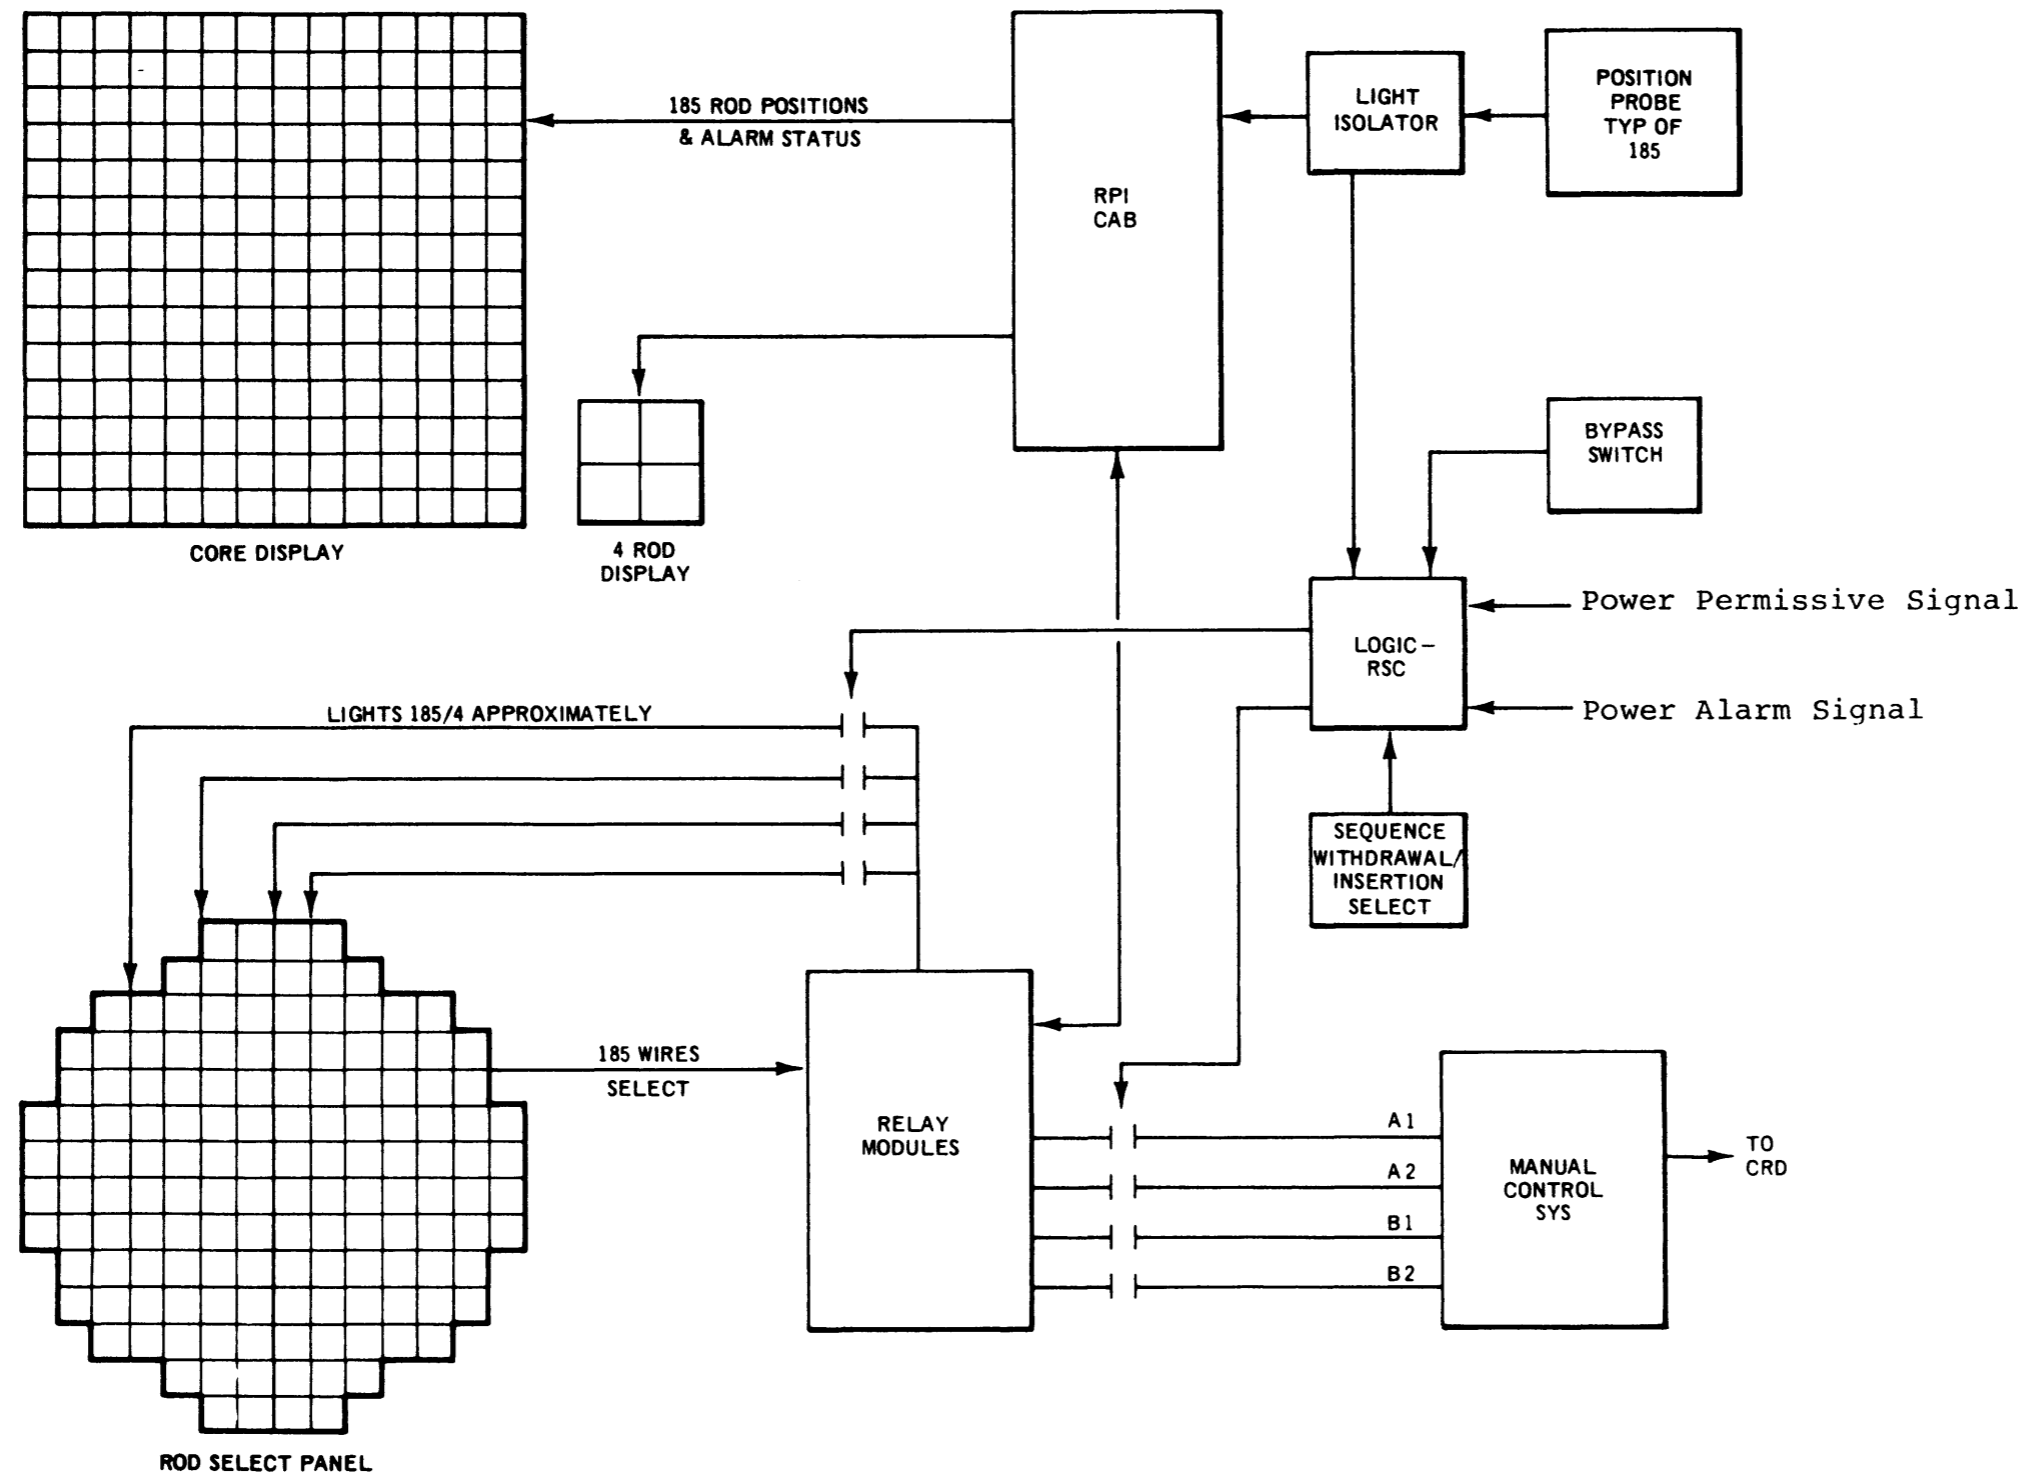 185 ROD POSITIONS
& ALARM STATUS
RPI
CAB
LIGHT
ISOLATOR
POSITION
PROBE
TYP OF
185
CORE DISPLAY
4 ROD
DISPLAY
BYPASS
SWITCH
Power Permissive Signal
LOGIC–
RSC
Power Alarm Signal
LIGHTS 185/4 APPROXIMATELY
SEQUENCE
WITHDRAWAL/
INSERTION
SELECT
185 WIRES
SELECT
RELAY
MODULES
A1
A2
B1
B2
MANUAL
CONTROL
SYS
TO
CRD
ROD SELECT PANEL